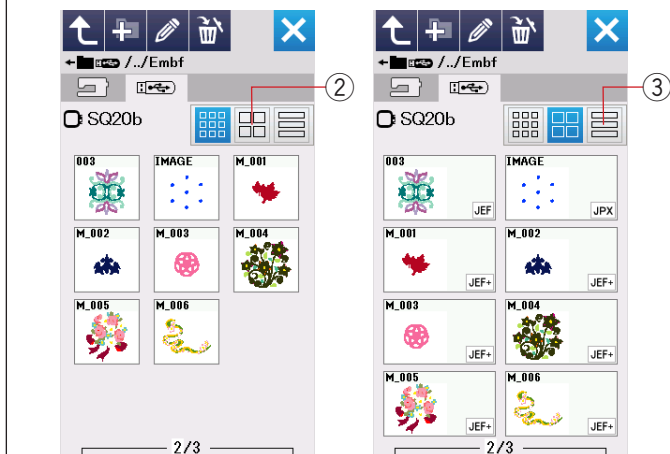 /../Embf
SQ20b
②
003 IMAGE M_001
M_002 M_003 M_004
M_005 M_006
2/3
/../Embf
SQ20b
③
003 IMAGE
JEF JPX
M_001 M_002
JEF+ JEF+
M_003 M_004
JEF+ JEF+
M_005 M_006
JEF+ JEF+
2/3